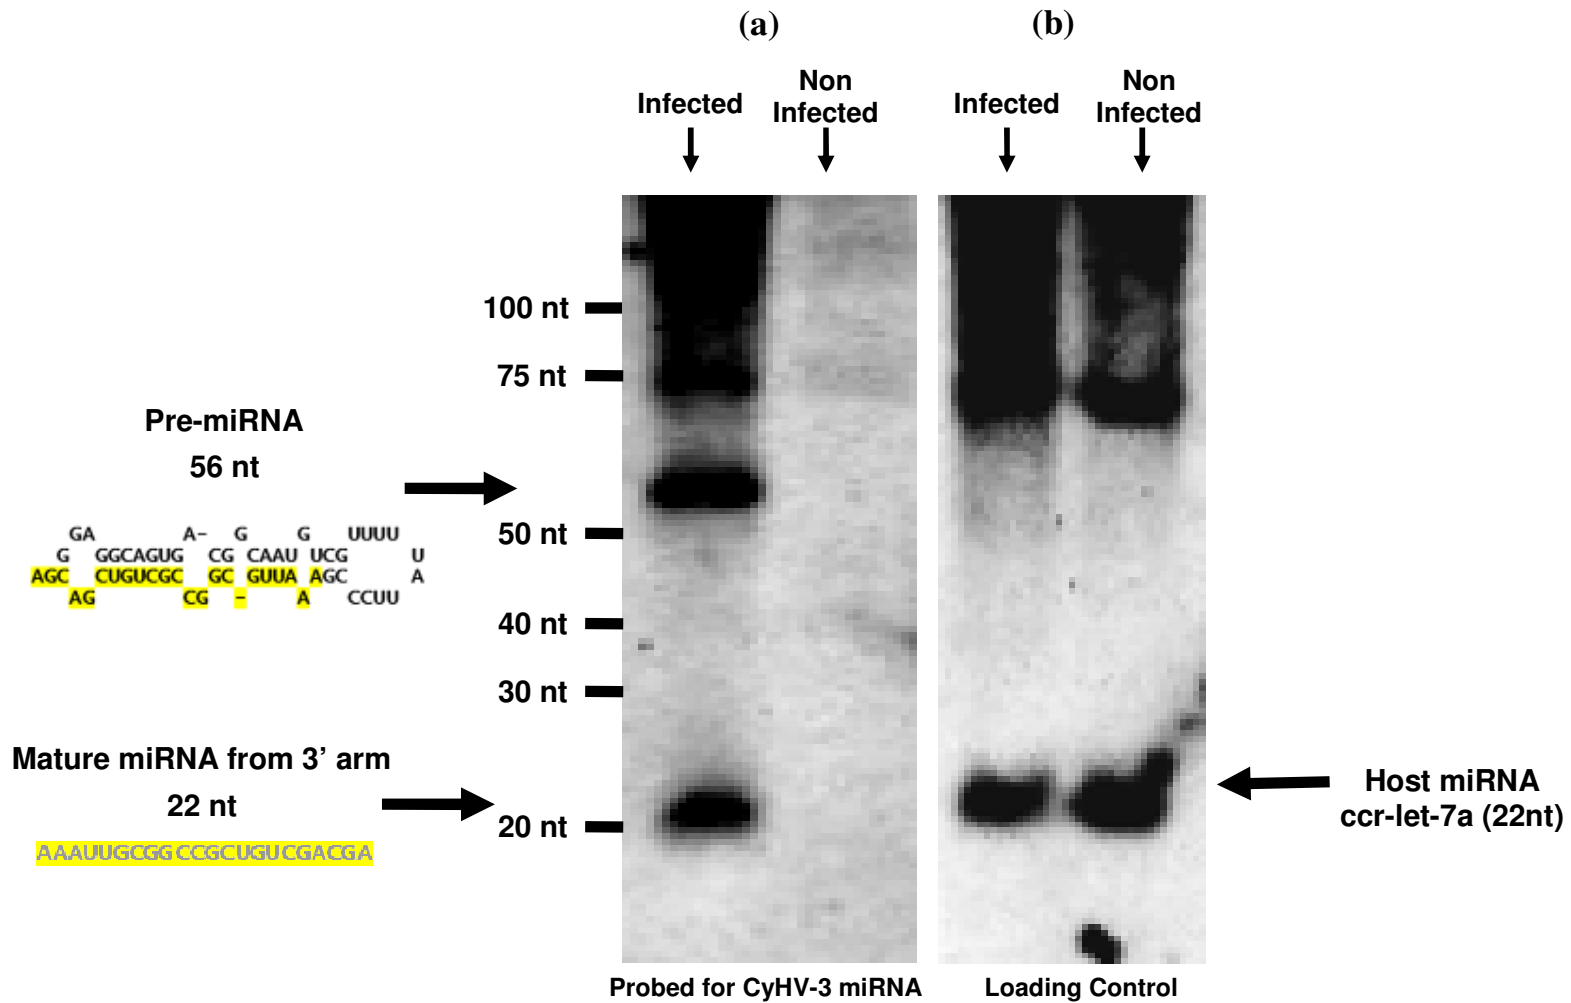 (a)
(b)
Infected
Non
Infected
Infected
Non
Infected
100 nt
75 nt
50 nt
40 nt
30 nt
20 nt
Pre-miRNA
56 nt
GA A– G G UUUU
G GGCAGUG CG CAAU UCG U
AGC CUGUCGC GC GUUA AGC A
AG CG – A CCUU
Mature miRNA from 3’ arm
22 nt
AAAUUGCGGCCGCUGUCGACGA
Host miRNA
ccr-let-7a (22nt)
Probed for CyHV-3 miRNA
Loading Control